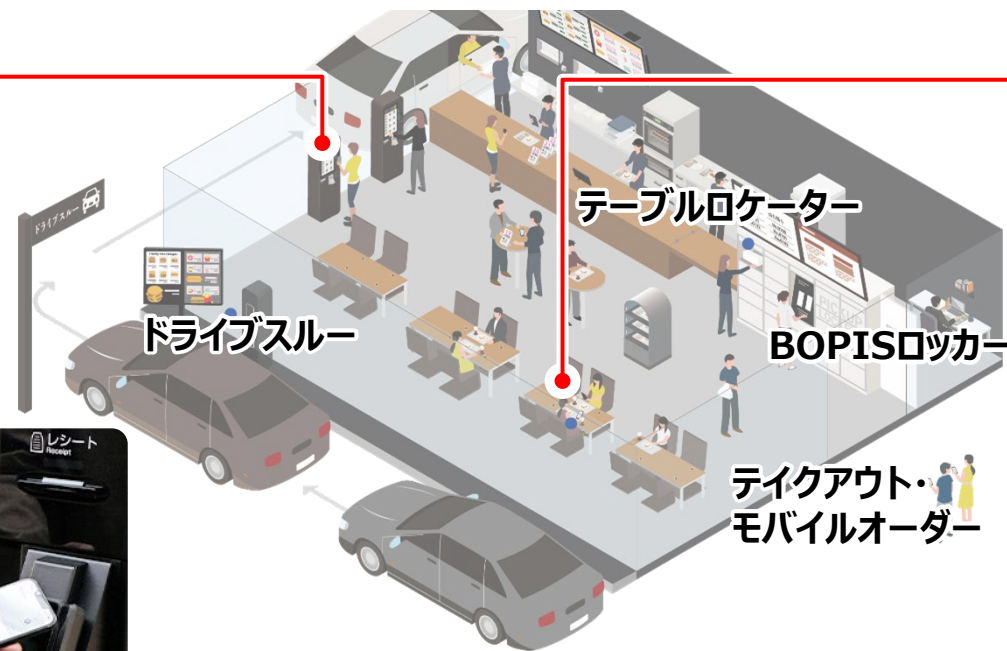 テーブルロケーター
ドライブスルー
ドライブスルー
BOPISロッカー
PICK UP
レシート
Receipt
テイクアウト・
モバイルオーダー